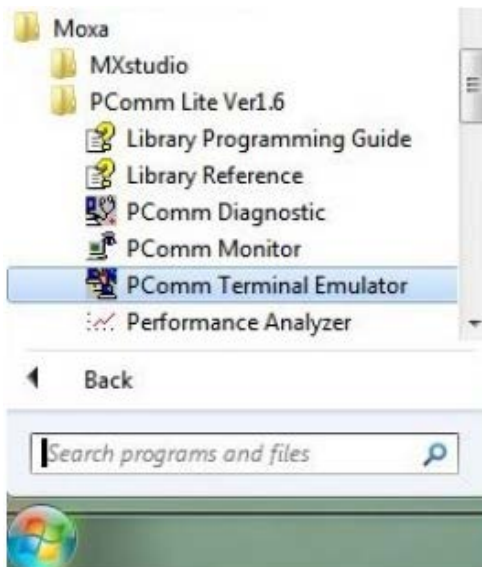 Moxa
MXstudio
PComm Lite Ver1.6
Library Programming Guide
Library Reference
PComm Diagnostic
PComm Monitor
PComm Terminal Emulator
Performance Analyzer
Back
Search programs and files